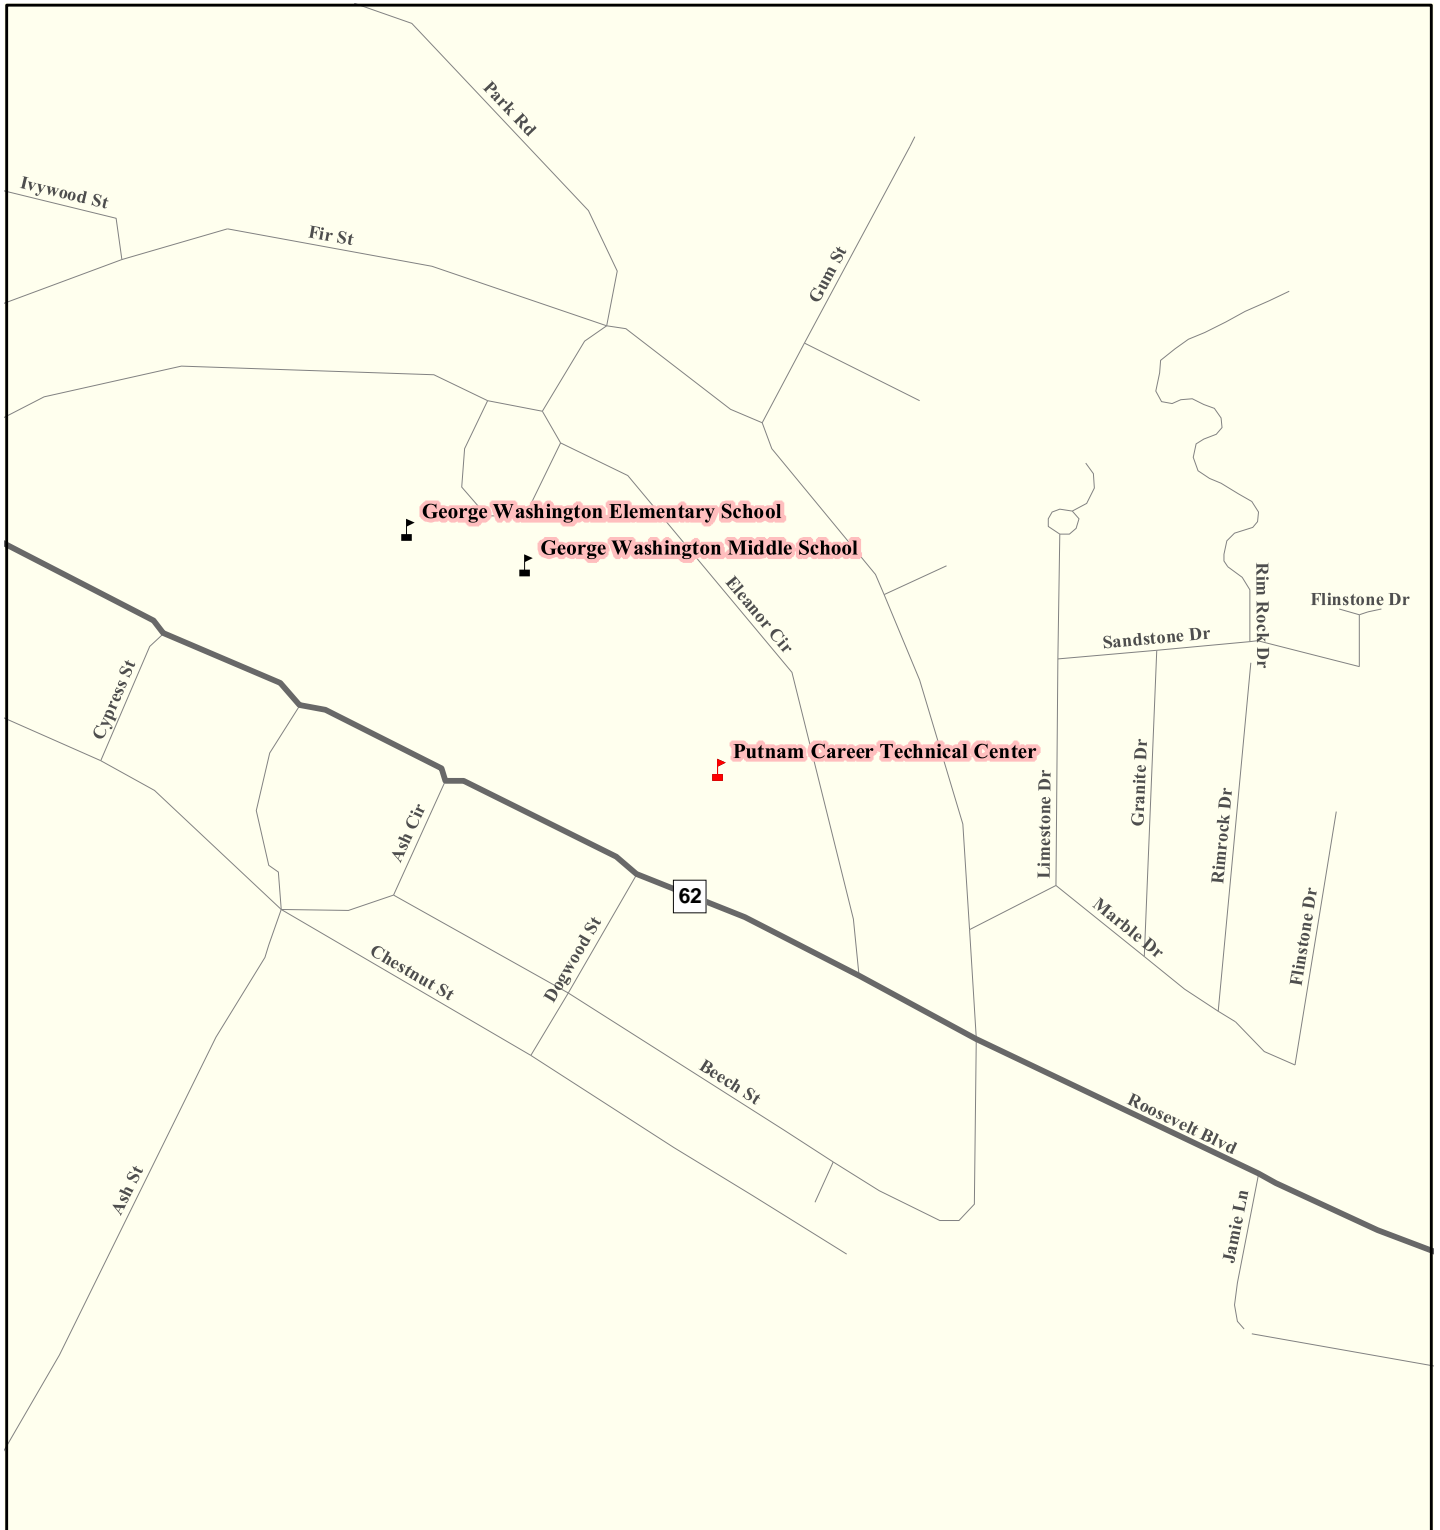 Park Rd
Ivywood St
Fir St
Gum St
George Washington Elementary School
George Washington Middle School
Eleanor Cir
Rim Rock Dr
Flinstone Dr
Sandstone Dr
Cypress St
Putnam Career Technical Center
Limestone Dr
Granite Dr
Rimrock Dr
Ash Cir
62
Marble Dr
Flinstone Dr
Dogwood St
Chestnut St
Beech St
Roosevelt Blvd
Ash St
Jamie Ln